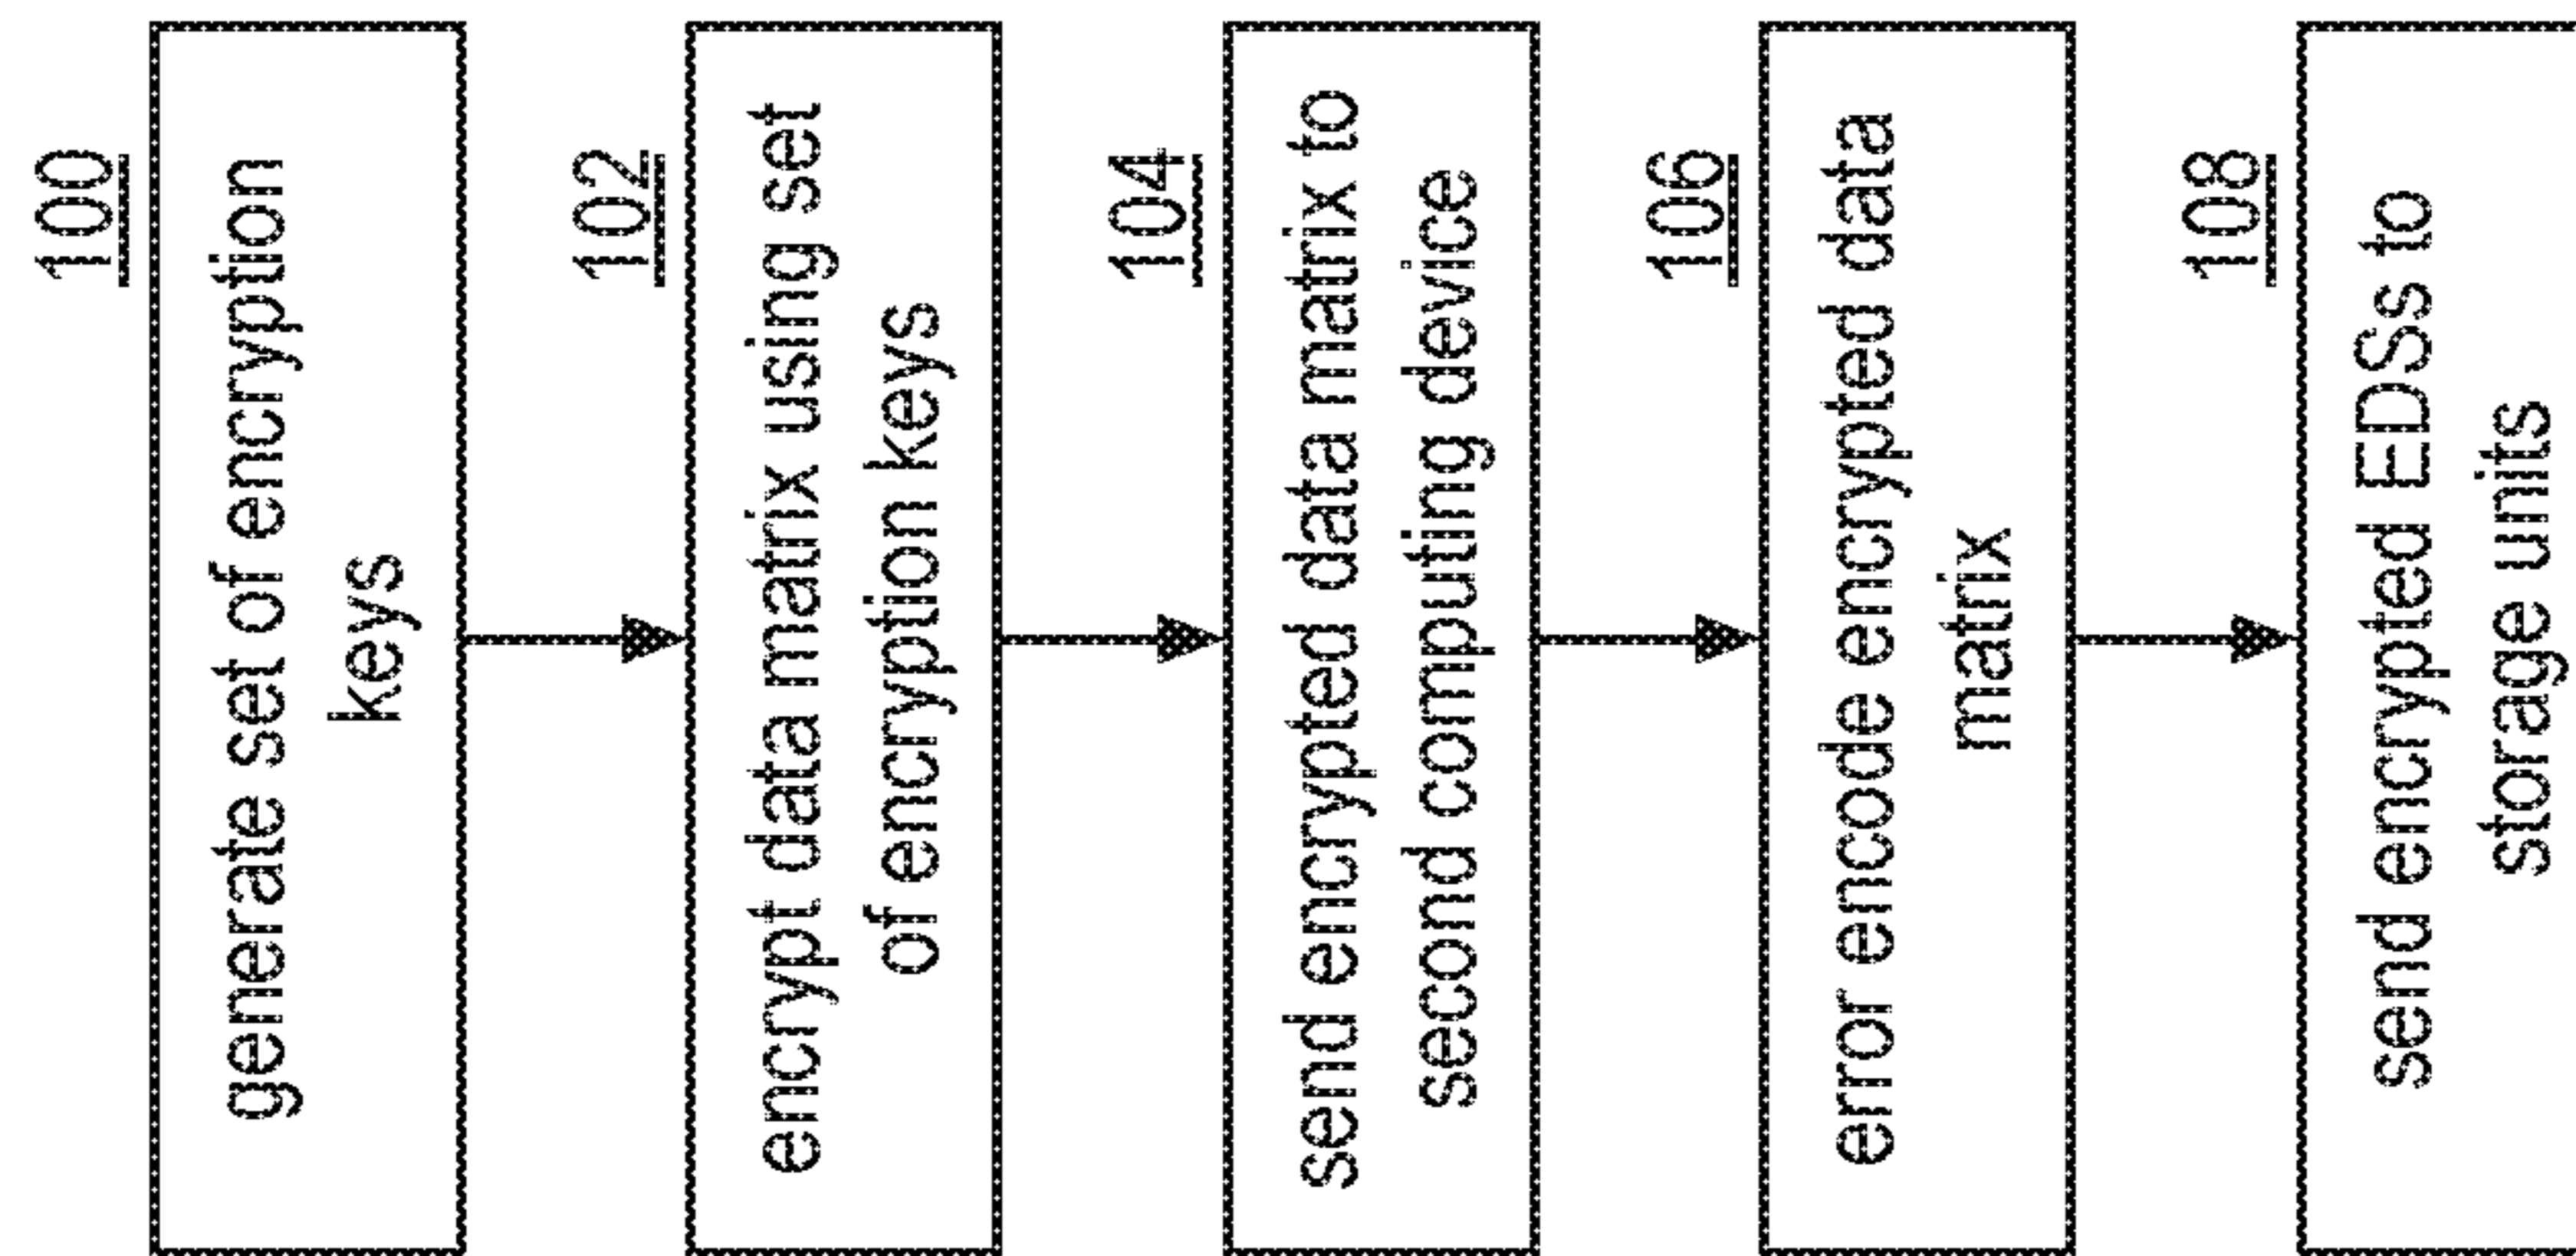 100
generate set of encryption
keys
102
encrypt data matrix using set
of encryption keys
104
send encrypted data matrix to
second computing device
106
error encode encrypted data
matrix
108
send encrypted EDSs to
storage units